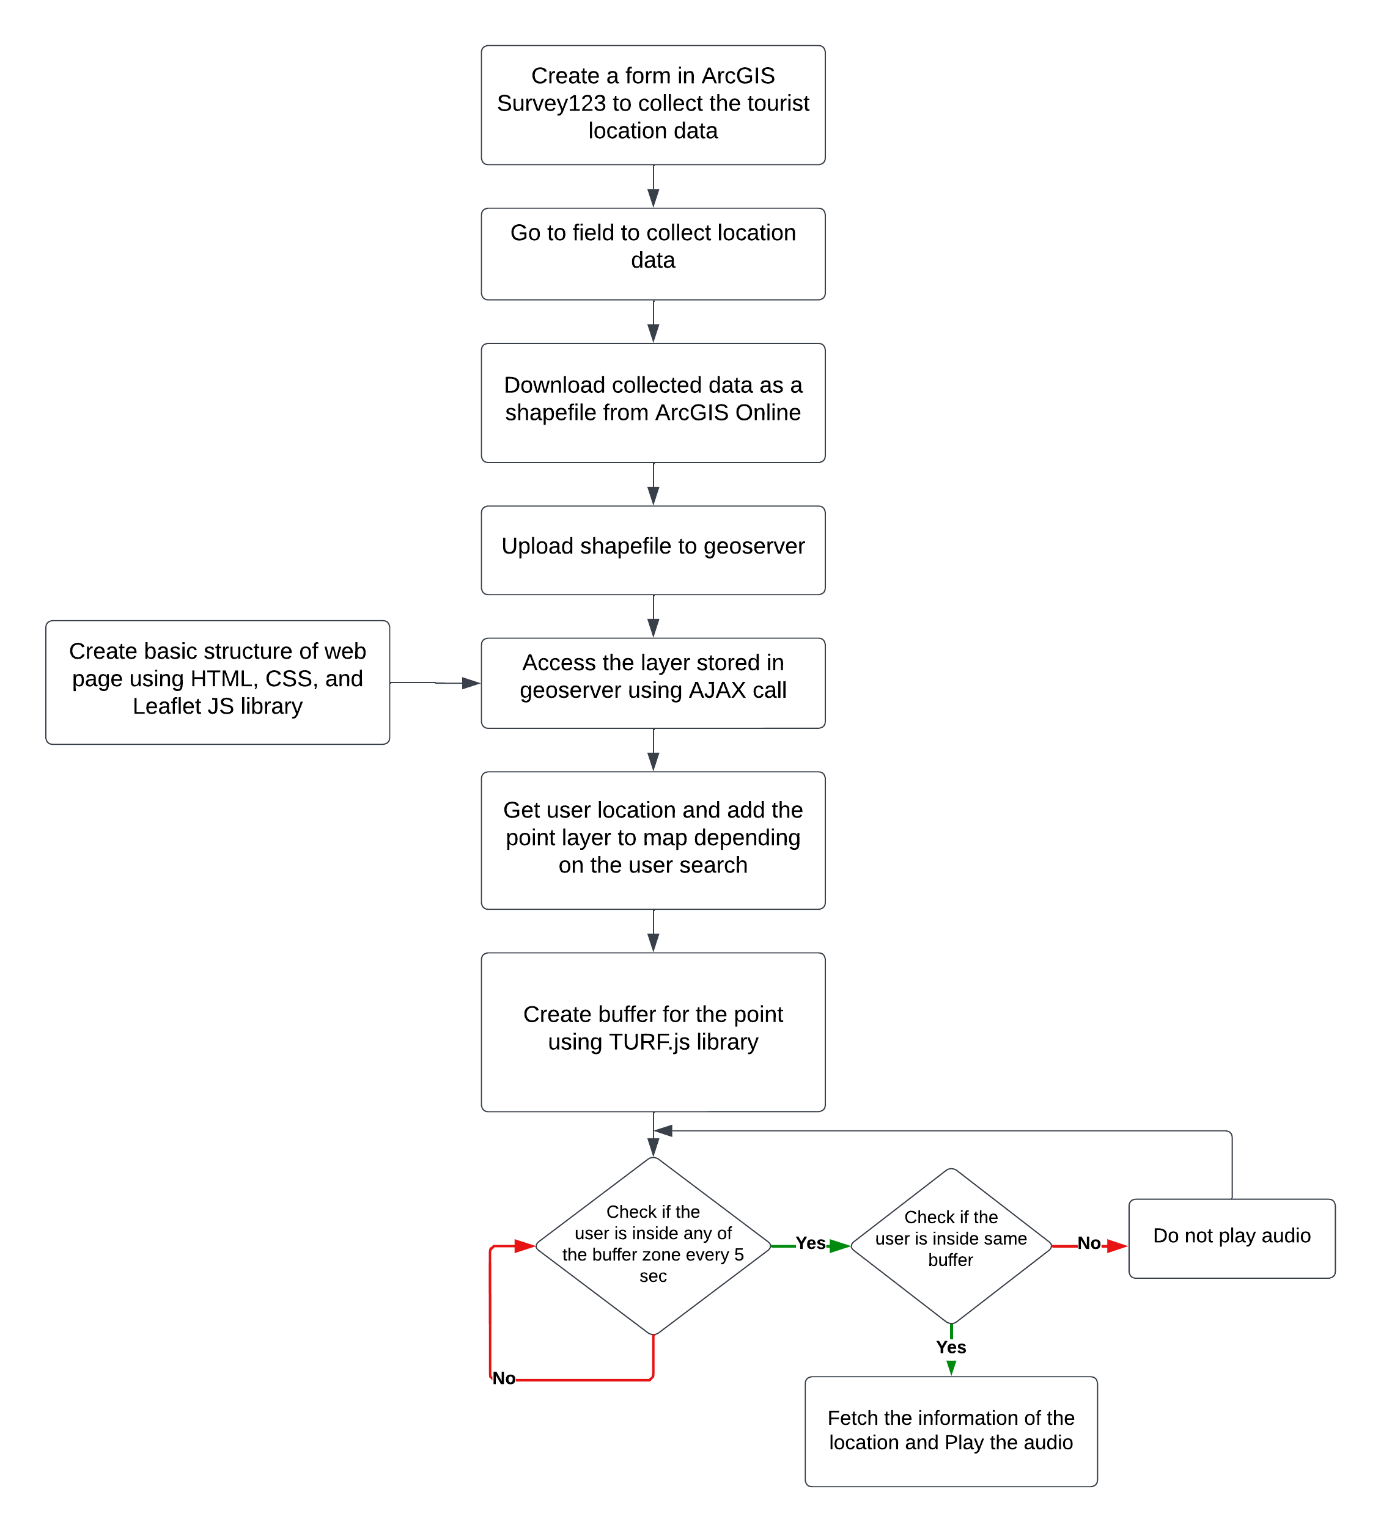 Create a form in ArcGIS
Survey123 to collect the tourist
location data
Go to field to collect location
data
Download collected data as a
shapefile from ArcGIS Online
Upload shapefile to geoserver
Create basic structure of web
page using HTML, CSS, and
Leaflet JS library
Access the layer stored in
geoserver using AJAX call
Get user location and add the
point layer to map depending
on the user search
Create buffer for the point
using TURF.js library
Check if the
user is inside any of
the buffer zone every 5
sec
Yes
Check if the
user is inside same
buffer
No
Do not play audio
Yes
No
Fetch the information of the
location and Play the audio